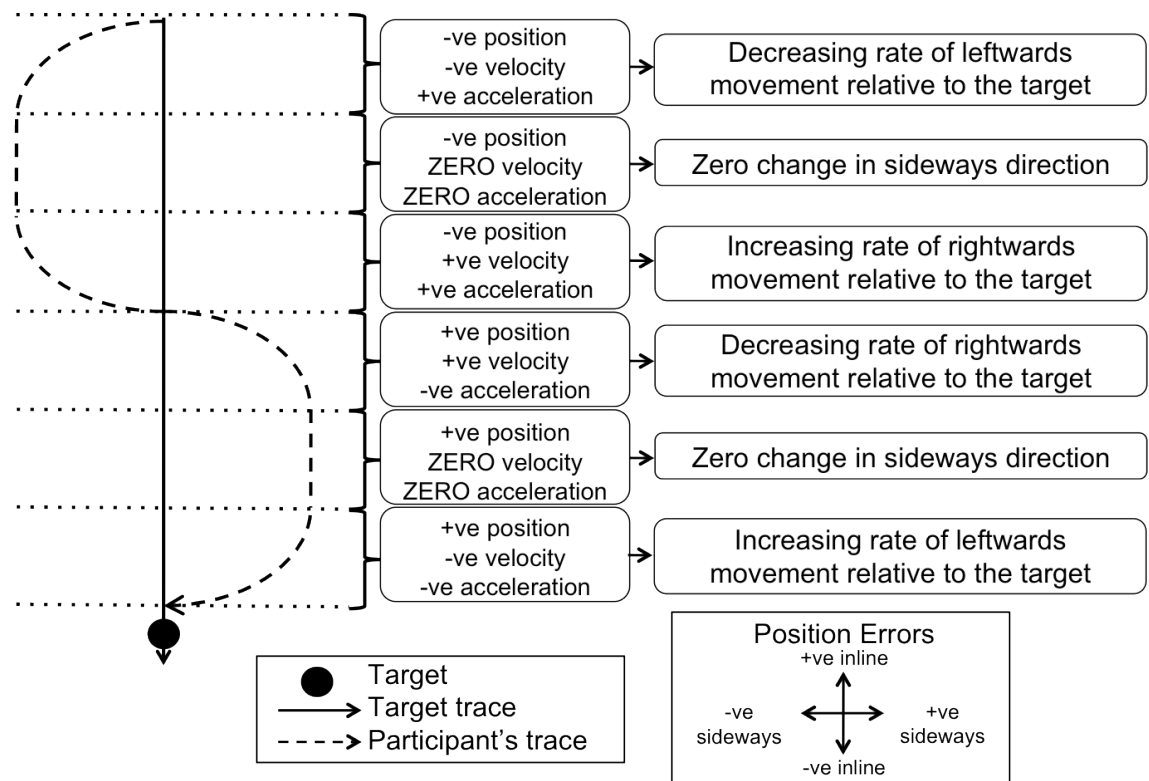 -ve position
-ve velocity
+ve acceleration
Decreasing rate of leftwards
movement relative to the target
-ve position
ZERO velocity
ZERO acceleration
Zero change in sideways direction
-ve position
+ve velocity
+ve acceleration
Increasing rate of rightwards
movement relative to the target
+ve position
+ve velocity
-ve acceleration
Decreasing rate of rightwards
movement relative to the target
+ve position
ZERO velocity
ZERO acceleration
Zero change in sideways direction
+ve position
-ve velocity
-ve acceleration
Increasing rate of leftwards
movement relative to the target
Target
Target trace
Participant's trace
Position Errors
+ve inline
-ve
sideways
+ve
sideways
-ve inline